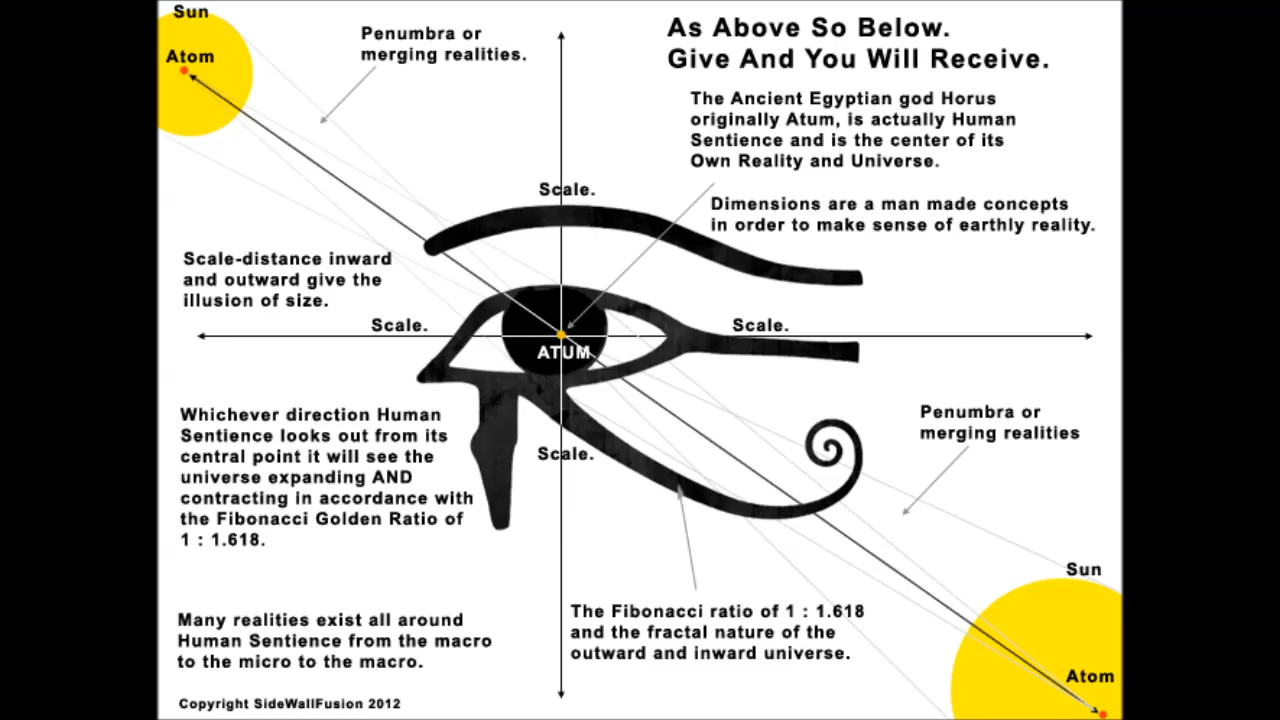 Sun
Atom
Penumbra or
merging realities.
As Above So Below.
Give And You Will Receive.
The Ancient Egyptian god Horus
originally Atum, is actually Human
Sentience and is the center of its
Own Reality and Universe.
Scale.
Dimensions are a man made concepts
in order to make sense of earthly reality.
Scale-distance inward
and outward give the
illusion of size.
Scale.
Scale.
ATUM
Whichever direction Human
Sentience looks out from its
central point it will see the
universe expanding AND
contracting in accordance with
the Fibonacci Golden Ratio of
1 : 1.618.
Scale.
Penumbra or
merging realities
Sun
Atom
The Fibonacci ratio of 1 : 1.618
and the fractal nature of the
outward and inward universe.
Many realities exist all around
Human Sentience from the macro
to the micro to the macro.
Copyright SideWallFusion 2012